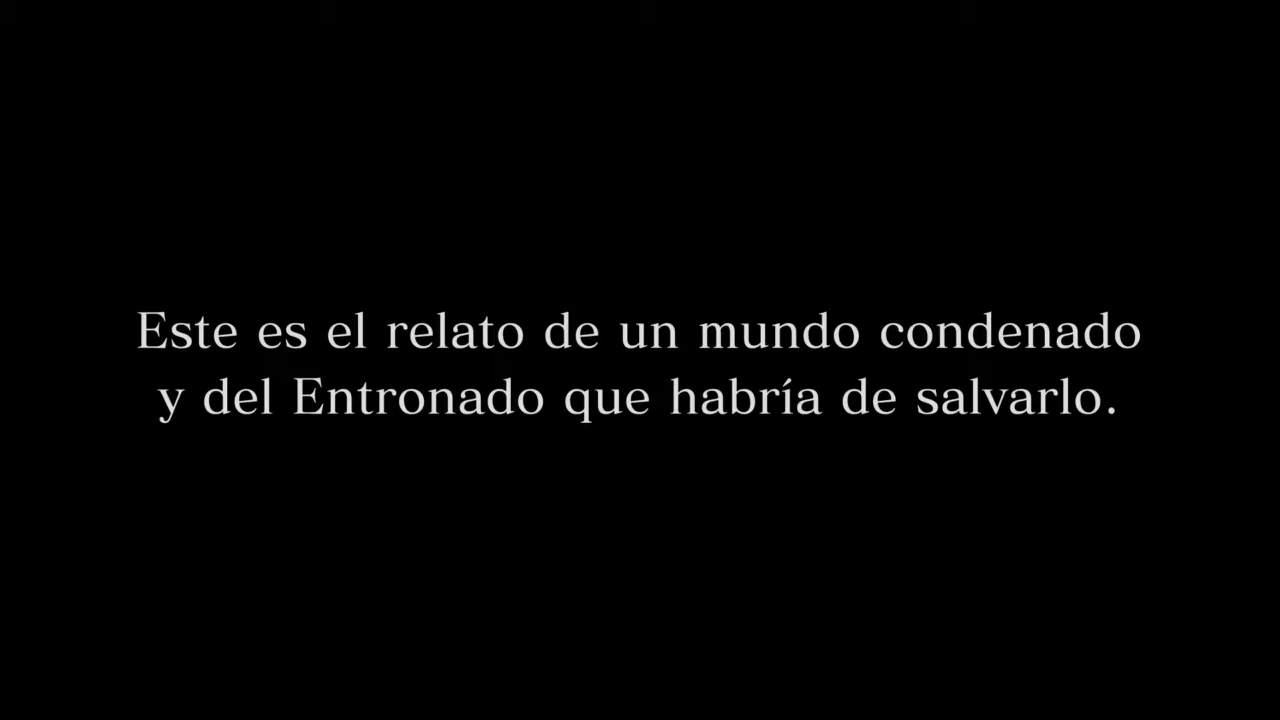 Este es el relato de un mundo condenado
y del Entronado que habría de salvarlo.